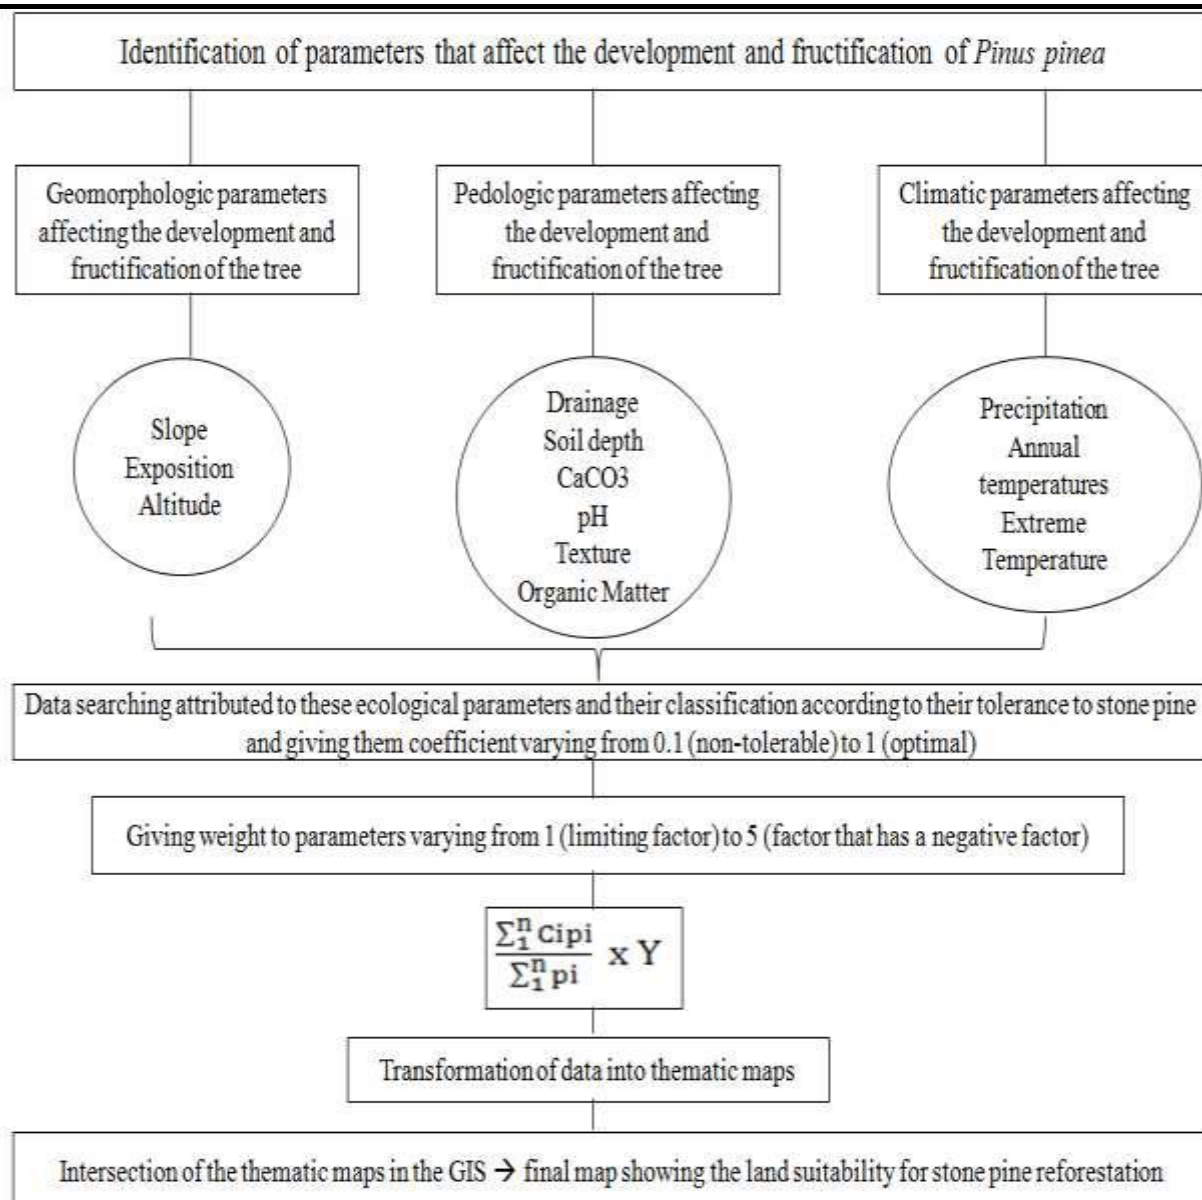 Identification of parameters that affect the development and fructification of Pinus pinea
Geomorphologic parameters
affecting the development and
fructification of the tree
Pedologic parameters affecting
the development and
fructification of the tree
Climatic parameters affecting
the development and
fructification of the tree
Slope
Exposition
Altitude
Drainage
Soil depth
CaCO3
pH
Texture
Organic Matter
Precipitation
Annual
temperatures
Extreme
Temperature
Data searching attributed to these ecological parameters and their classification according to their tolerance to stone pine
and giving them coefficient varying from 0.1 (non-tolerable) to 1 (optimal)
Giving weight to parameters varying from 1 (limiting factor) to 5 (factor that has a negative factor)
∑₁ⁿ Cipi
∑₁ⁿ pi
x Y
Transformation of data into thematic maps
Intersection of the thematic maps in the GIS → final map showing the land suitability for stone pine reforestation